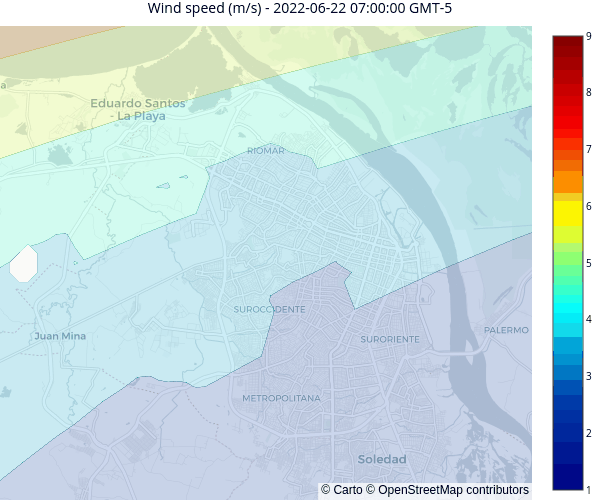 Wind speed (m/s) - 2022-06-22 07:00:00 GMT-5
9
8
7
6
5
4
3
2
1
a
Eduardo Santos
- La Playa
RIOMAR
SUROCCIDENTE
Juan Mina
SURORIENTE
PALERMO
METROPOLITANA
Soledad
© Carto © OpenStreetMap contributors